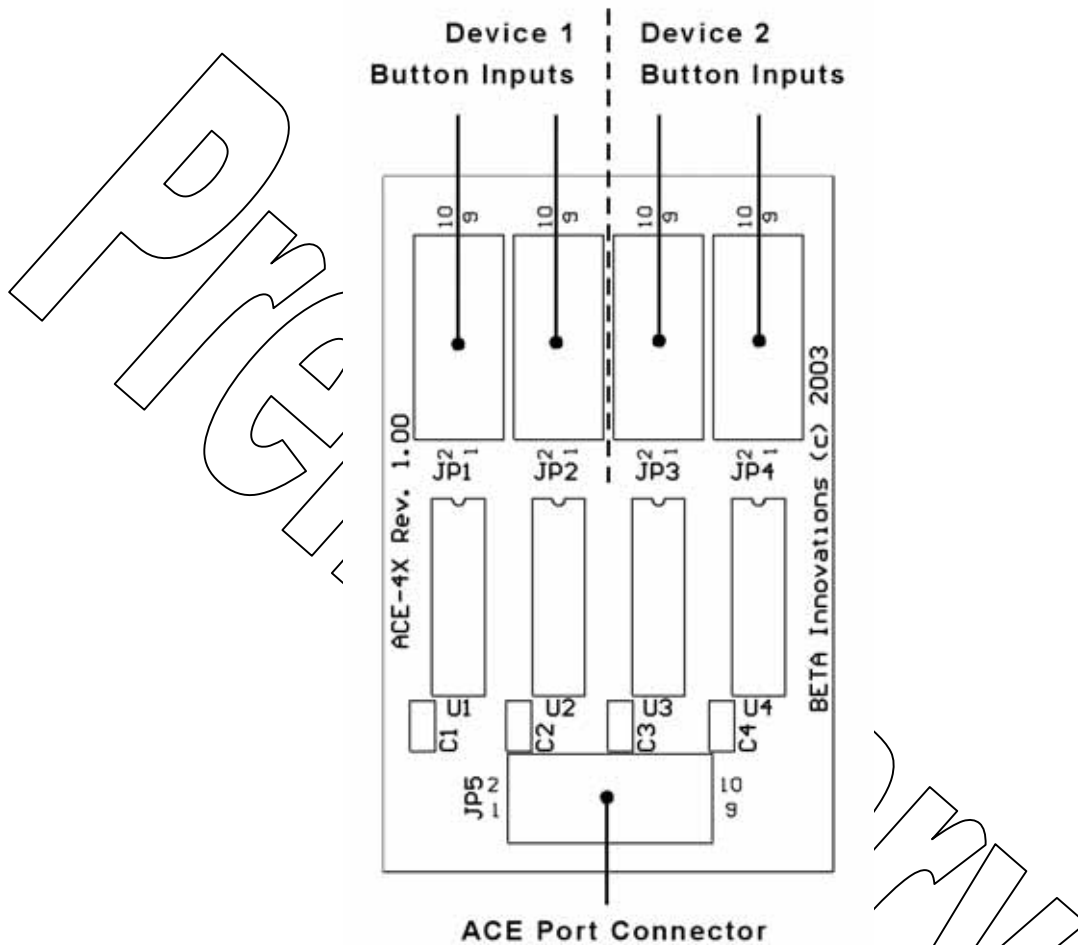 Device 1
Button Inputs
Device 2
Button Inputs
10
9
10
9
10
9
10
9
2 1
JP1
2 1
JP2
2 1
JP3
2 1
JP4
ACE-4X Rev. 1.00
BETA Innovations (c) 2003
U1
U2
U3
U4
C1
C2
C3
C4
JP5
2
1
10
9
ACE Port Connector